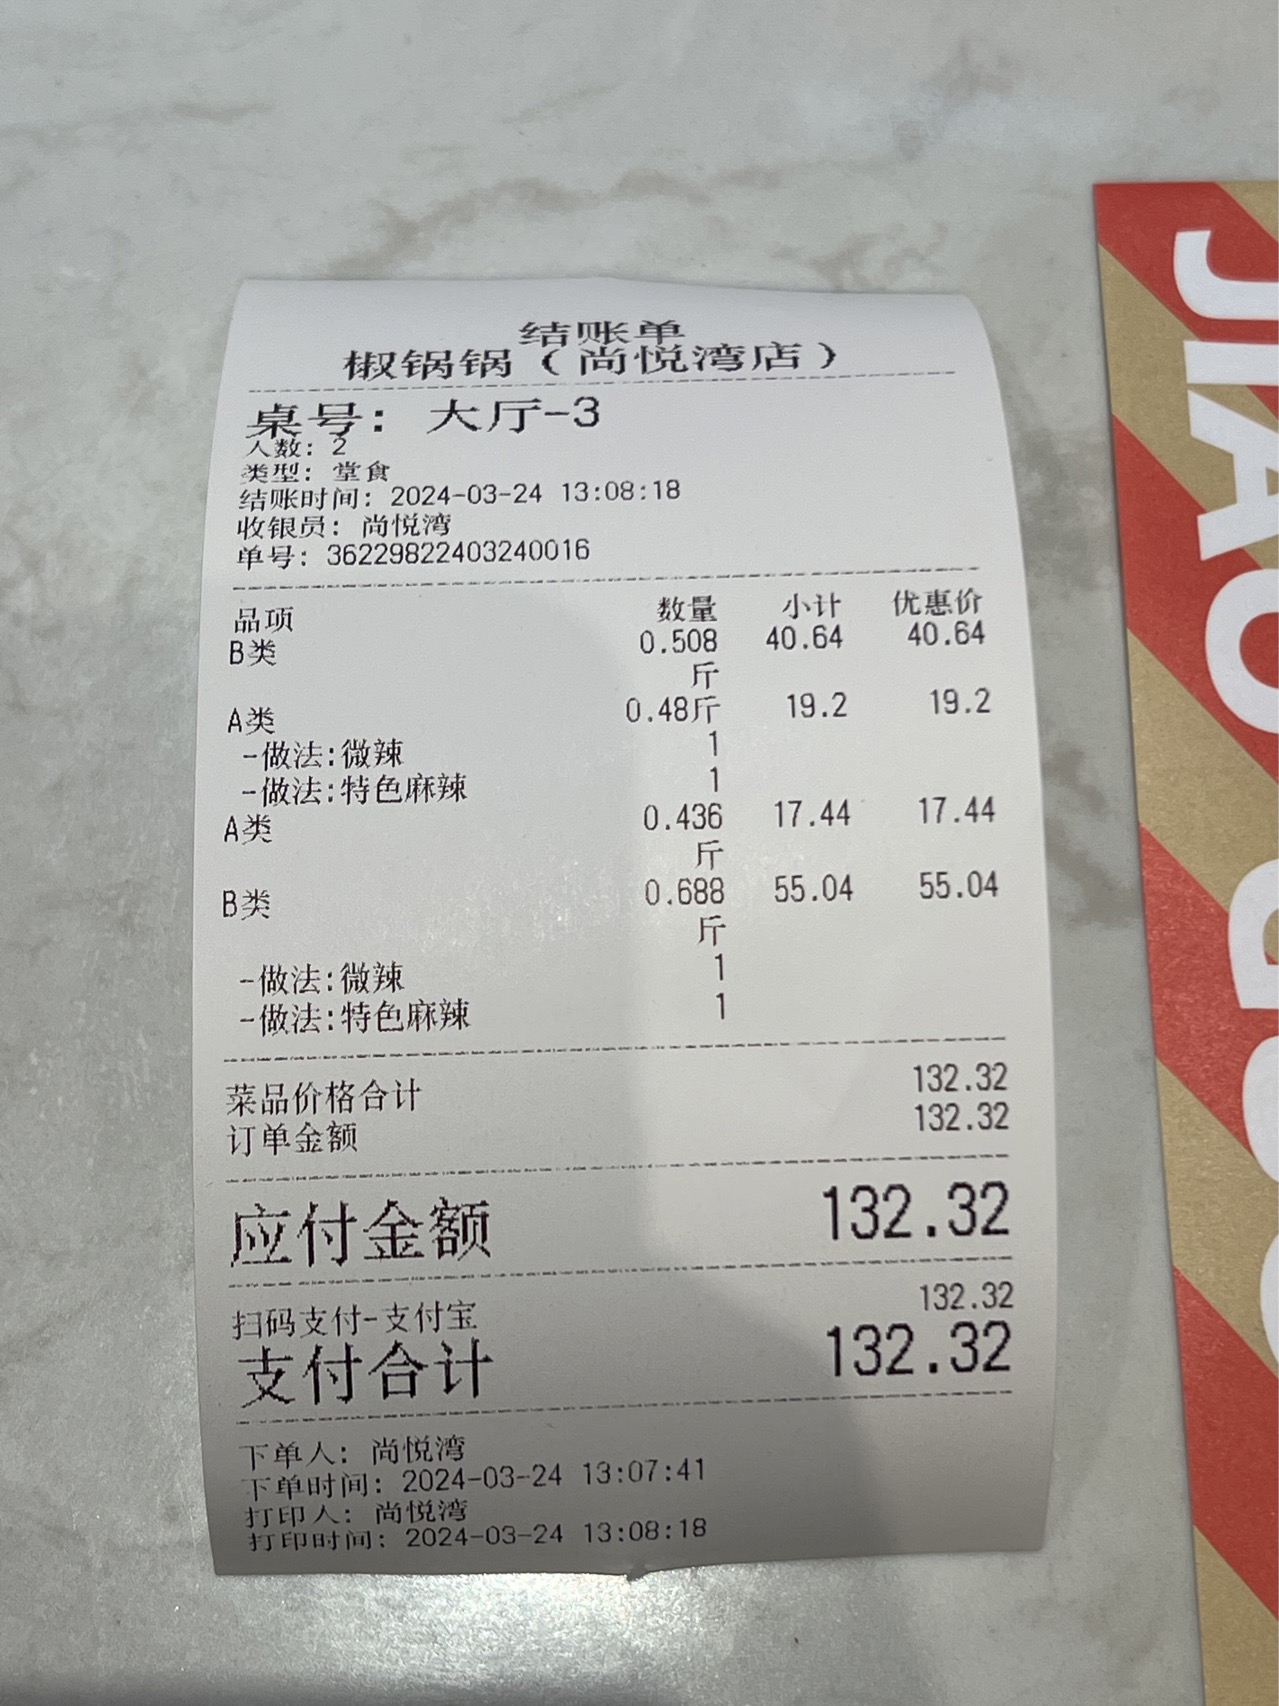 结账单
椒锅锅（尚悦湾店）
桌号: 大厅-3
人数: 2
类型: 堂食
结账时间: 2024-03-24 13:08:18
收银员: 尚悦湾
单号: 36229822403240016
品项 数量 小计 优惠价
B类 0.508 40.64 40.64
斤
A类 0.48斤 19.2 19.2
-做法:微辣 1
-做法:特色麻辣 1
A类 0.436 17.44 17.44
斤
B类 0.688 55.04 55.04
斤
-做法:微辣 1
-做法:特色麻辣 1
菜品价格合计 132.32
订单金额 132.32
应付金额 132.32
扫码支付-支付宝 132.32
支付合计 132.32
下单人: 尚悦湾
下单时间: 2024-03-24 13:07:41
打印人: 尚悦湾
打印时间: 2024-03-24 13:08:18
JIAO